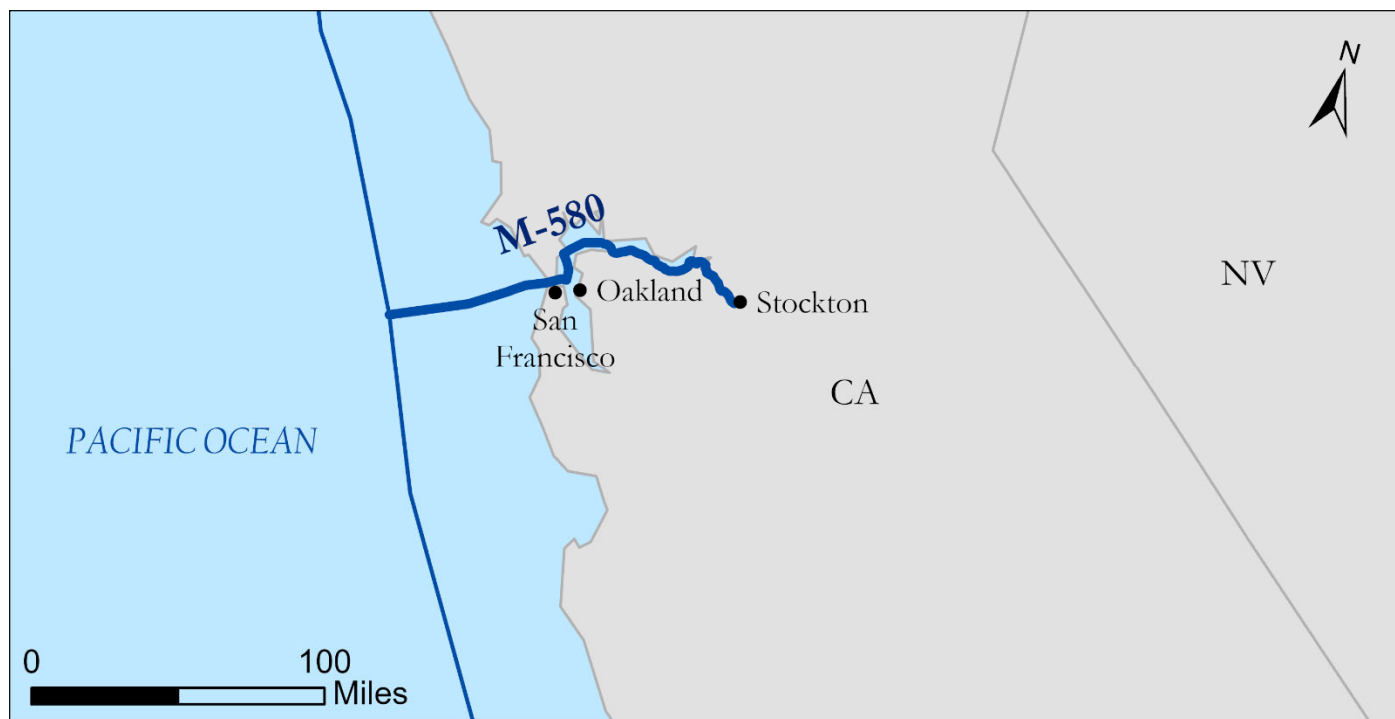 N
M-580
NV
Oakland
Stockton
San
Francisco
CA
PACIFIC OCEAN
0 100
Miles